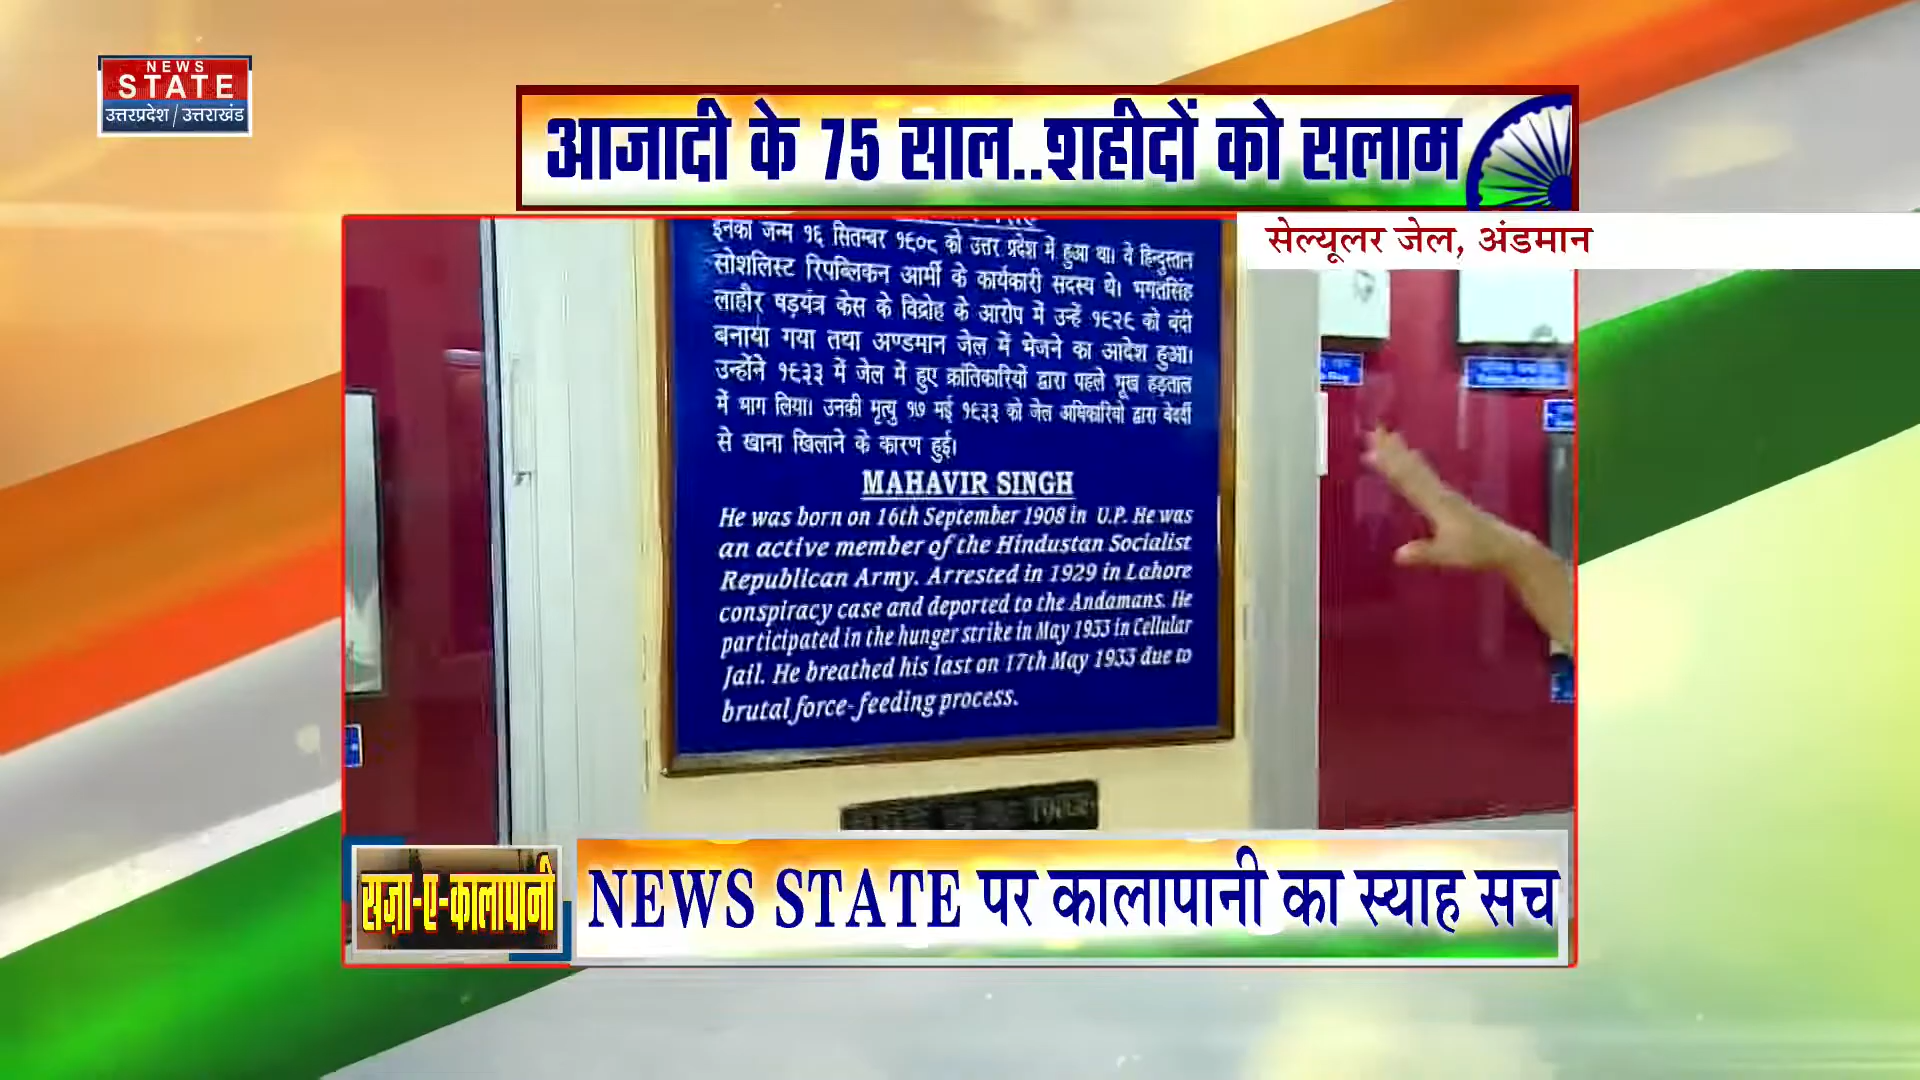 NEWS
STATE
उत्तरप्रदेश / उत्तराखंड
आजादी के 75 साल..शहीदों को सलाम
सेल्यूलर जेल, अंडमान
इनका जन्म १६ सितम्बर १९०८ को उत्तर प्रदेश में हुआ था। वे हिन्दुस्तान
सोशलिस्ट रिपब्लिकन आर्मी के कार्यकारी सदस्य थे। भगतसिंह
लाहौर षड़यंत्र केस के विद्रोह के आरोप में उन्हें १९२९ को बंदी
बनाया गया तथा अण्डमान जेल में भेजने का आदेश हुआ।
उन्होंने १९३३ में जेल में हुए क्रांतिकारियों द्वारा पहले भूख हड़ताल
में भाग लिया। उनकी मृत्यु १७ मई १९३३ को जेल अधिकारियो द्वारा बेदर्दी
से खाना खिलाने के कारण हुई।
MAHAVIR SINGH
He was born on 16th September 1908 in U.P. He was
an active member of the Hindustan Socialist
Republican Army. Arrested in 1929 in Lahore
conspiracy case and deported to the Andamans. He
participated in the hunger strike in May 1933 in Cellular
Jail. He breathed his last on 17th May 1933 due to
brutal force-feeding process.
सज़ा-ए-कालापानी
NEWS STATE पर कालापानी का स्याह सच